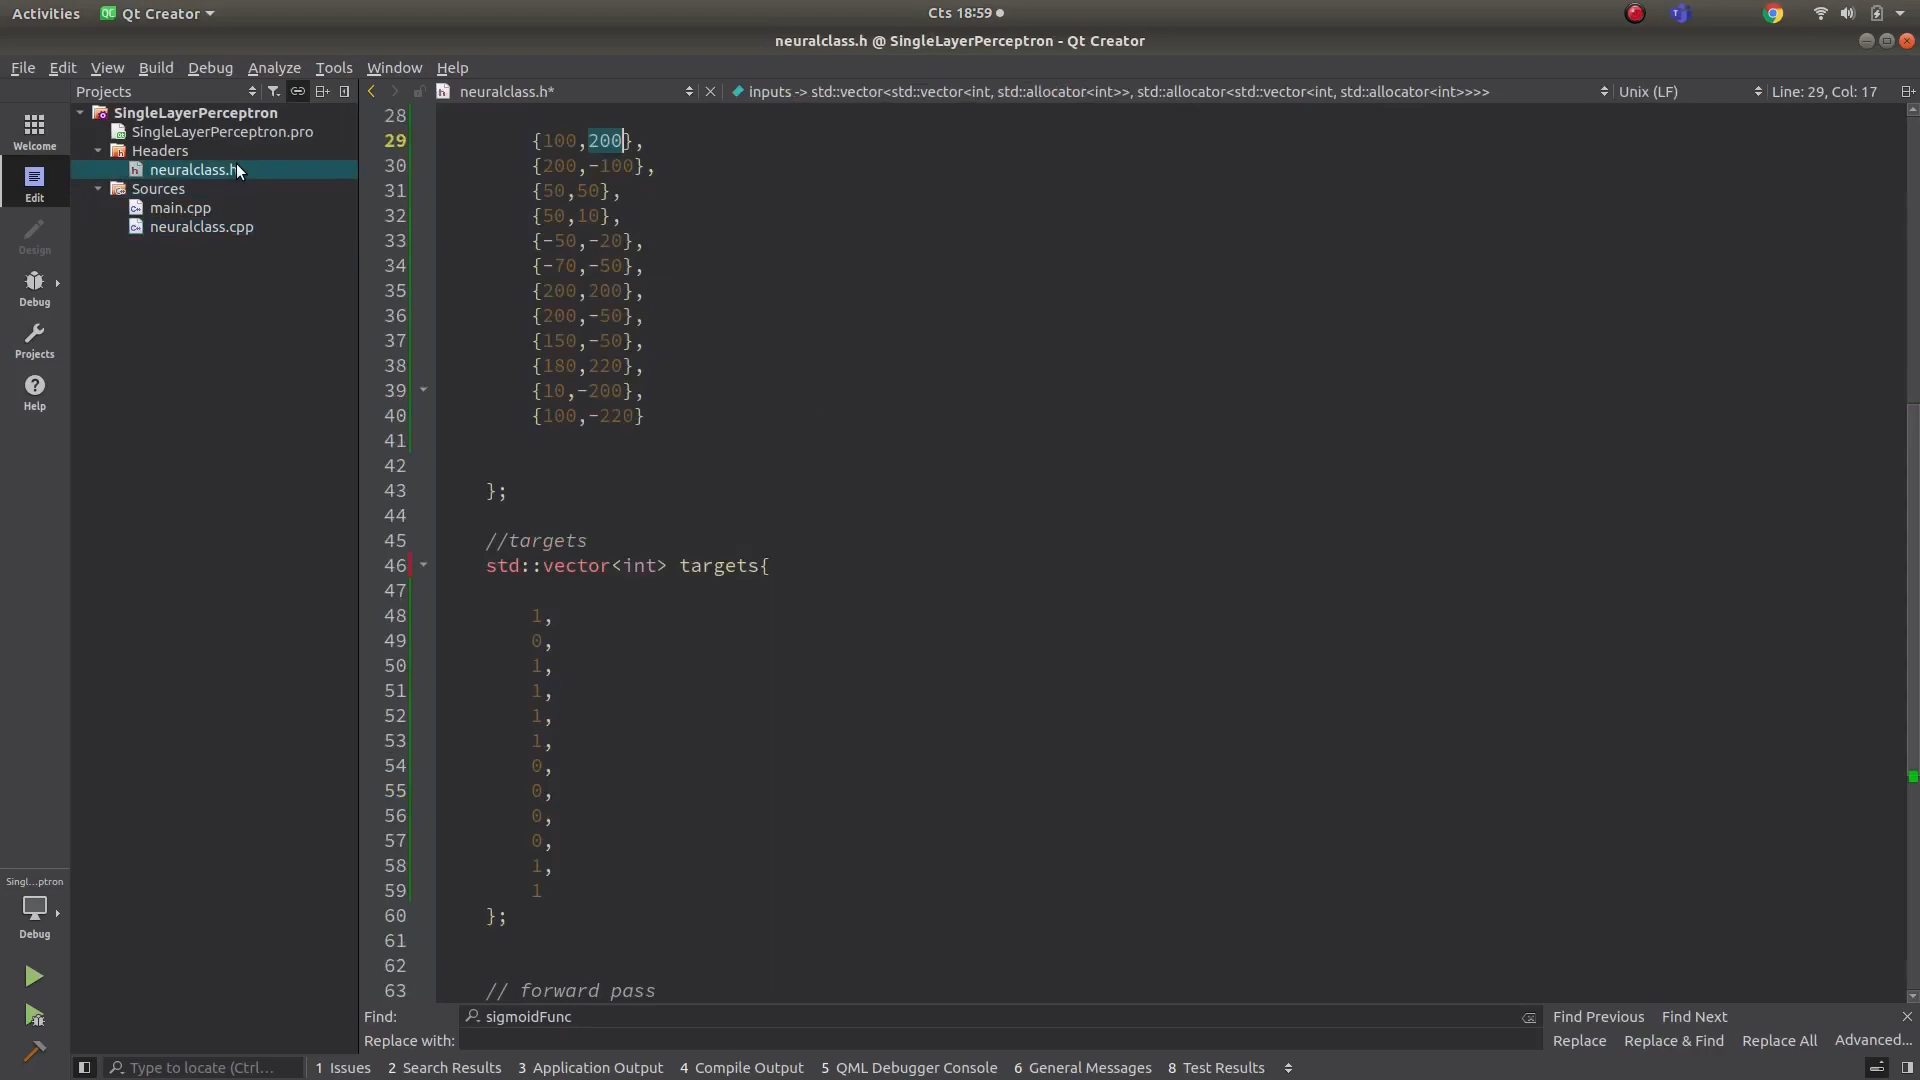 Activities Qt Creator Cts 18:59
neuralclass.h @ SingleLayerPerceptron - Qt Creator
File Edit View Build Debug Analyze Tools Window Help
Projects neuralclass.h* inputs -> std::vector<std::vector<int, std::allocator<int>>, std::allocator<std::vector<int, std::allocator<int>>>> Unix (LF) Line: 29, Col: 17
SingleLayerPerceptron
SingleLayerPerceptron.pro
Headers
neuralclass.h
Sources
main.cpp
neuralclass.cpp
Welcome
Edit
Design
Debug
Projects
Help
Singl...ptron
Debug
28
29 {100,200},
30 {200,-100},
31 {50,50},
32 {50,10},
33 {-50,-20},
34 {-70,-50},
35 {200,200},
36 {200,-50},
37 {150,-50},
38 {180,220},
39 {10,-200},
40 {100,-220}
41
42
43 };
44
45 //targets
46 std::vector<int> targets{
47
48 1,
49 0,
50 1,
51 1,
52 1,
53 1,
54 0,
55 0,
56 0,
57 0,
58 1,
59 1
60 };
61
62
63 // forward pass
Find: sigmoidFunc Find Previous Find Next
Replace with: Replace Replace & Find Replace All Advanced...
Type to locate (Ctrl... 1 Issues 2 Search Results 3 Application Output 4 Compile Output 5 QML Debugger Console 6 General Messages 8 Test Results